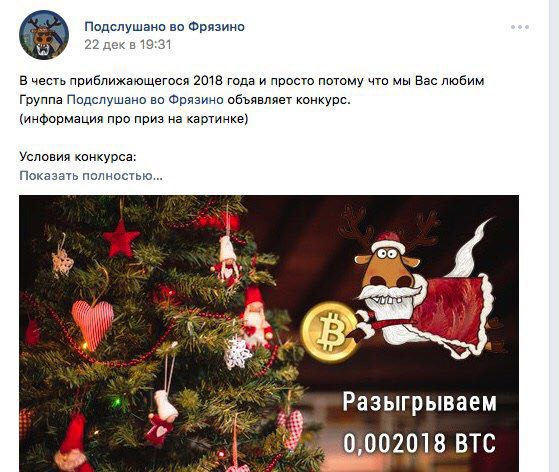 Подслушано во Фрязино
22 дек в 19:31
В честь приближающегося 2018 года и просто потому что мы Вас любим
Группа Подслушано во Фрязино объявляет конкурс.
(информация про приз на картинке)
Условия конкурса:
Показать полностью...
Разыгрываем
0,002018 BTC